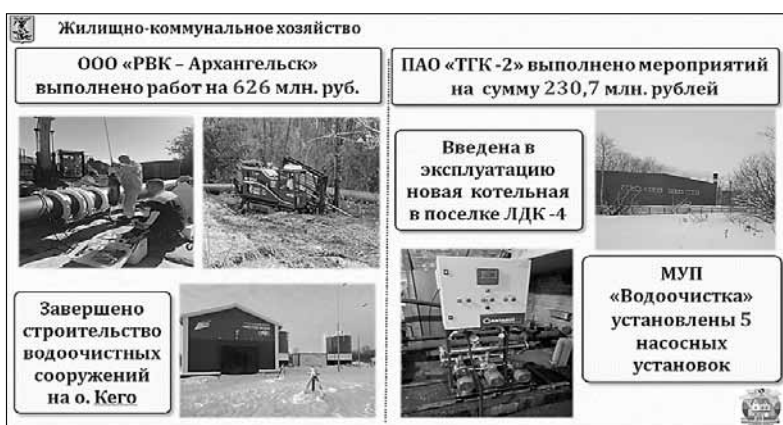 Жилищно-коммунальное хозяйство
ООО «РВК – Архангельск»
выполнено работ на 626 млн. руб.
ПАО «ТГК -2» выполнено мероприятий
на сумму 230,7 млн. рублей
Введена в
эксплуатацию
новая котельная
в поселке ЛДК -4
Завершено
строительство
водоочистных
сооружений
на о. Кего
МУП
«Водоочистка»
установлены 5
насосных
установок